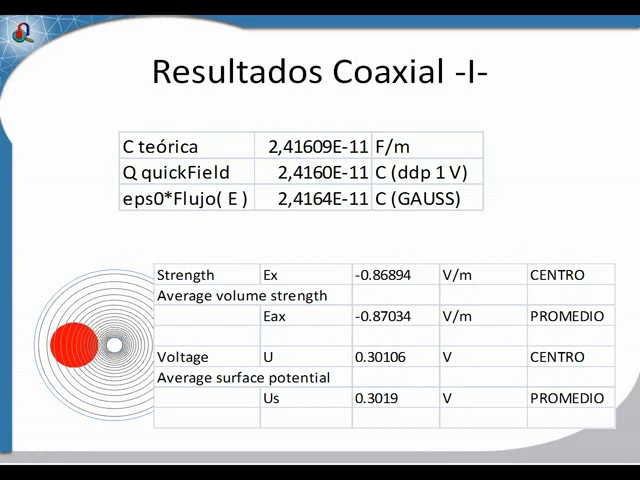 Resultados Coaxial -I-
C teórica 2,41609E-11 F/m
Q quickField 2,4160E-11 C (ddp 1 V)
eps0*Flujo( E ) 2,4164E-11 C (GAUSS)
Strength Ex -0.86894 V/m CENTRO
Average volume strength
Eax -0.87034 V/m PROMEDIO
Voltage U 0.30106 V CENTRO
Average surface potential
Us 0.3019 V PROMEDIO